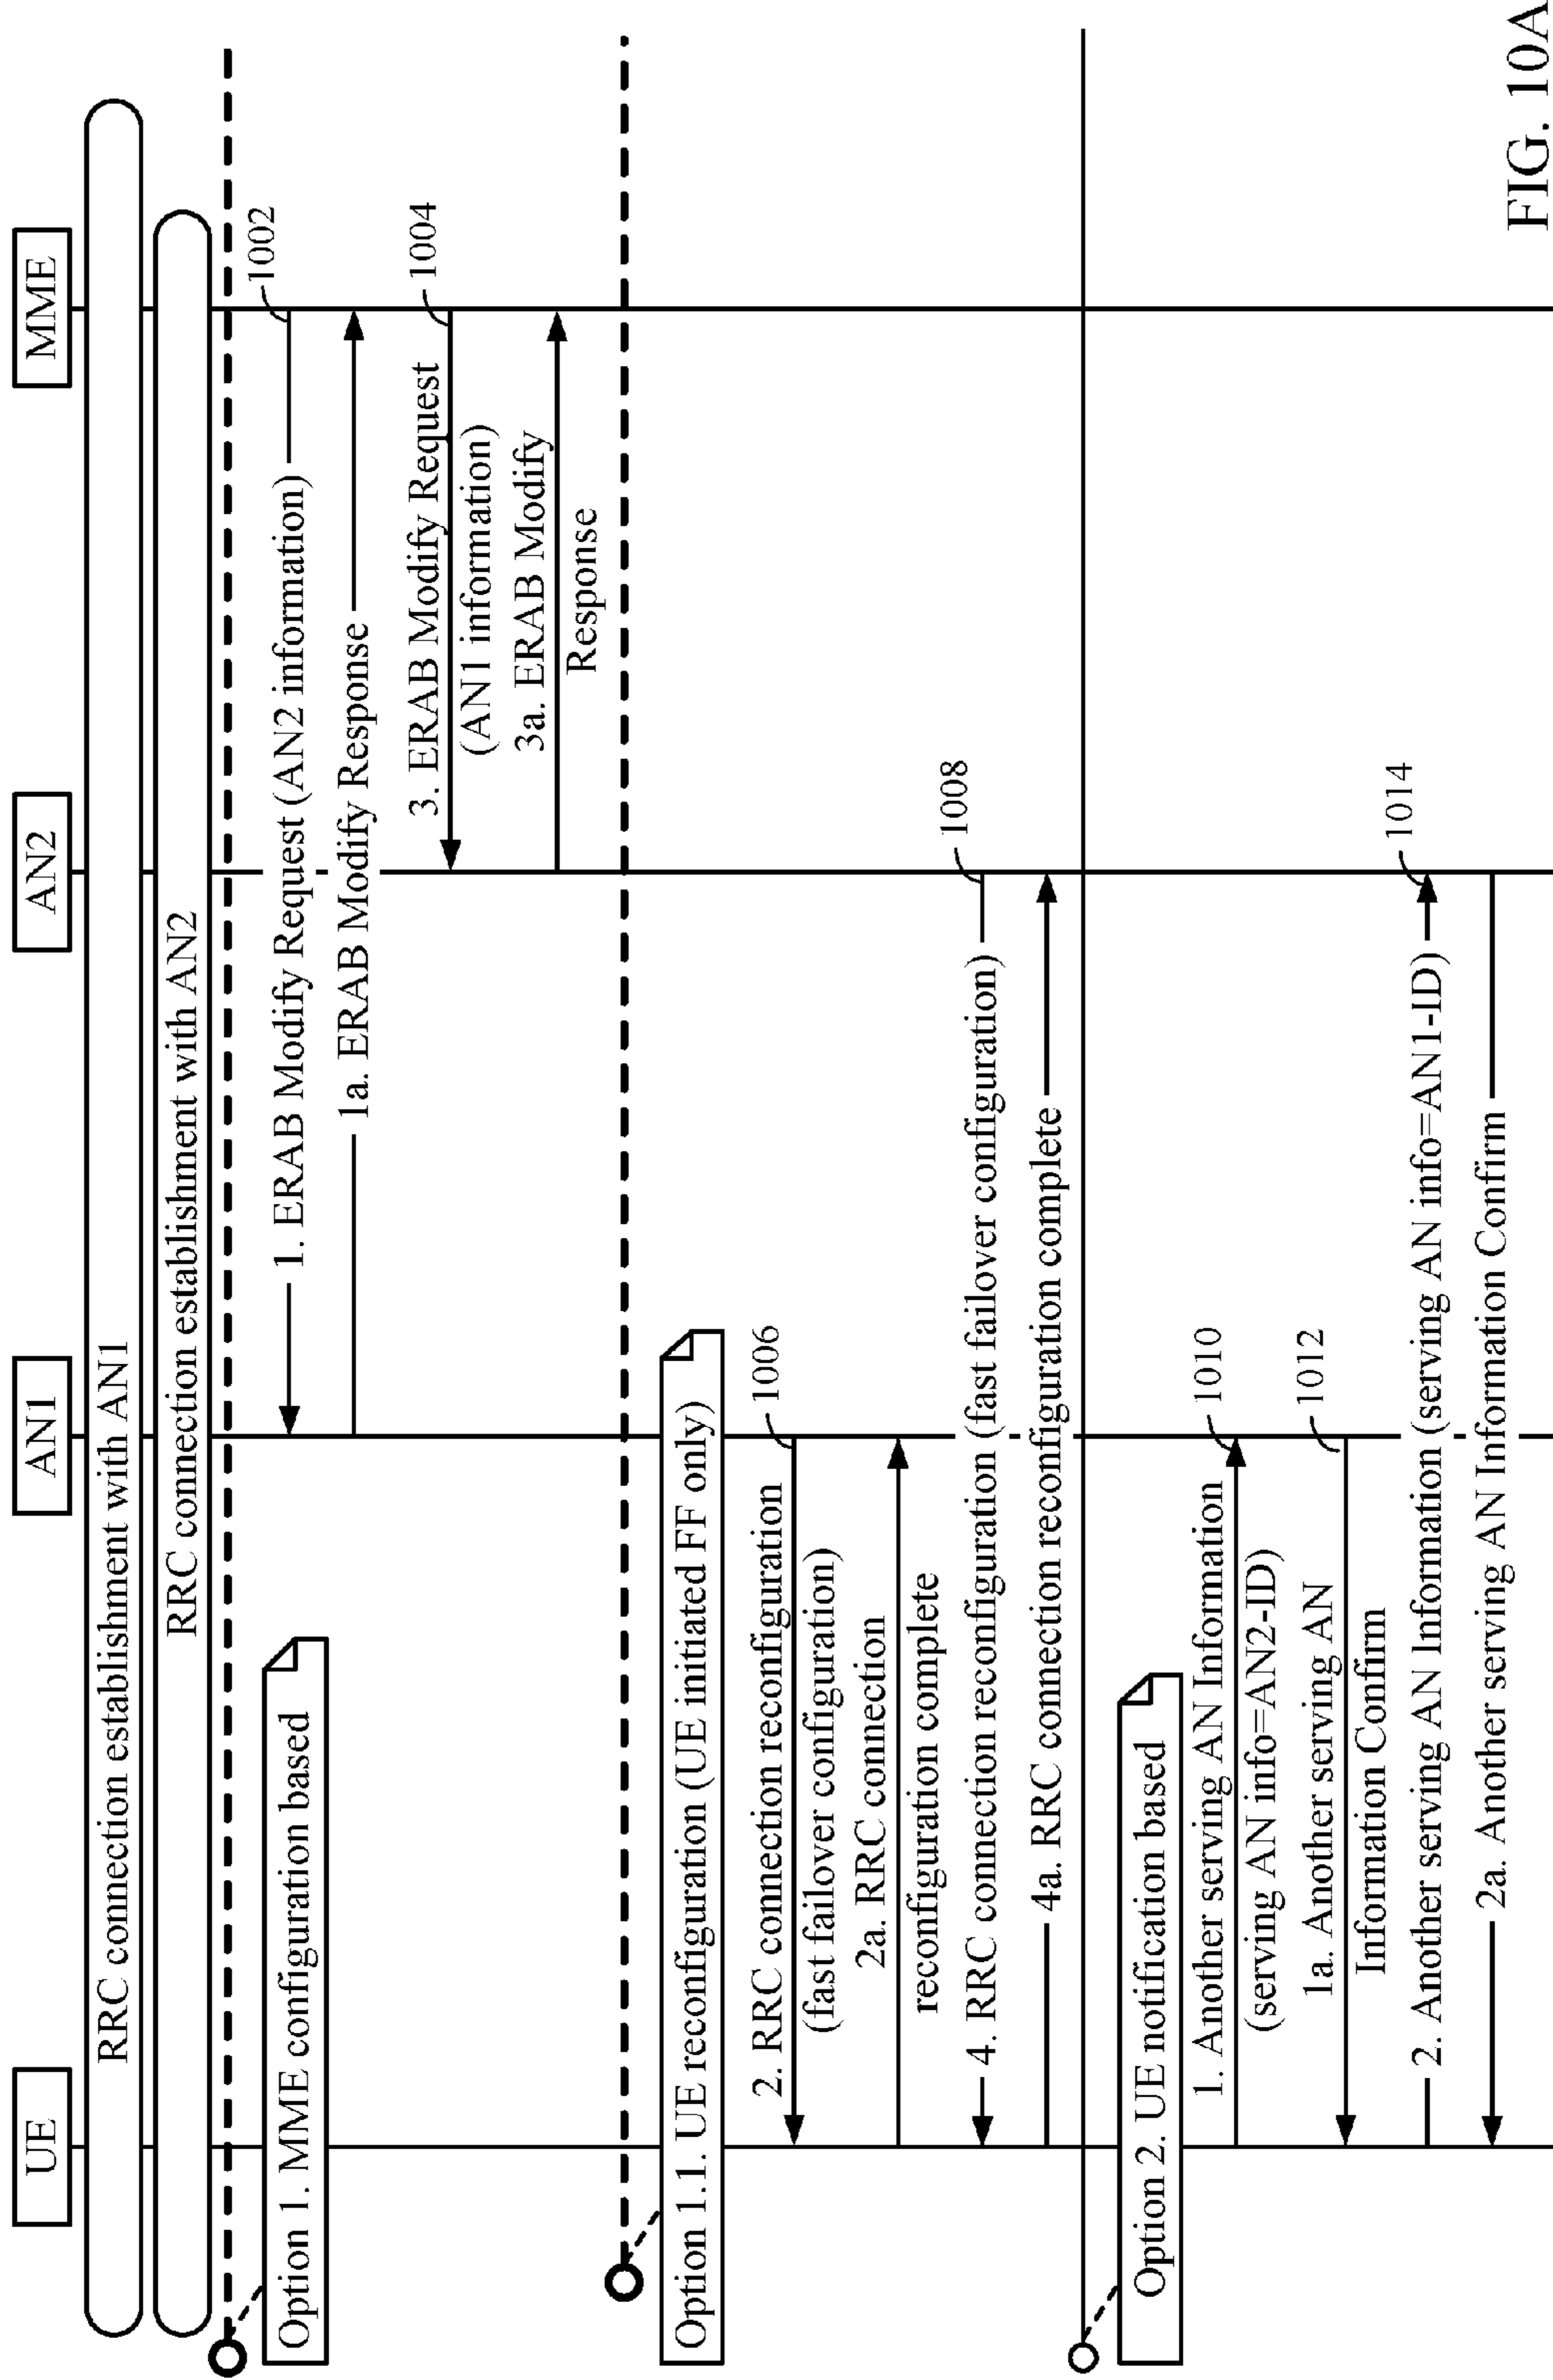 UE
AN1
AN2
MME
RRC connection establishment with AN1
RRC connection establishment with AN2
Option 1. MME configuration based
1002
1. ERAB Modify Request (AN2 information)
1a. ERAB Modify Response
1004
3. ERAB Modify Request
(AN1 information)
3a. ERAB Modify
Response
Option 1.1. UE reconfiguration (UE initiated FF only)
1006
2. RRC connection reconfiguration
(fast failover configuration)
2a. RRC connection
reconfiguration complete
1008
4. RRC connection reconfiguration (fast failover configuration)
4a. RRC connection reconfiguration complete
Option 2. UE notification based
1010
1. Another serving AN Information
(serving AN info=AN2-ID)
1012
1a. Another serving AN
Information Confirm
1014
2. Another serving AN Information (serving AN info=AN1-ID)
2a. Another serving AN Information Confirm
FIG. 10A